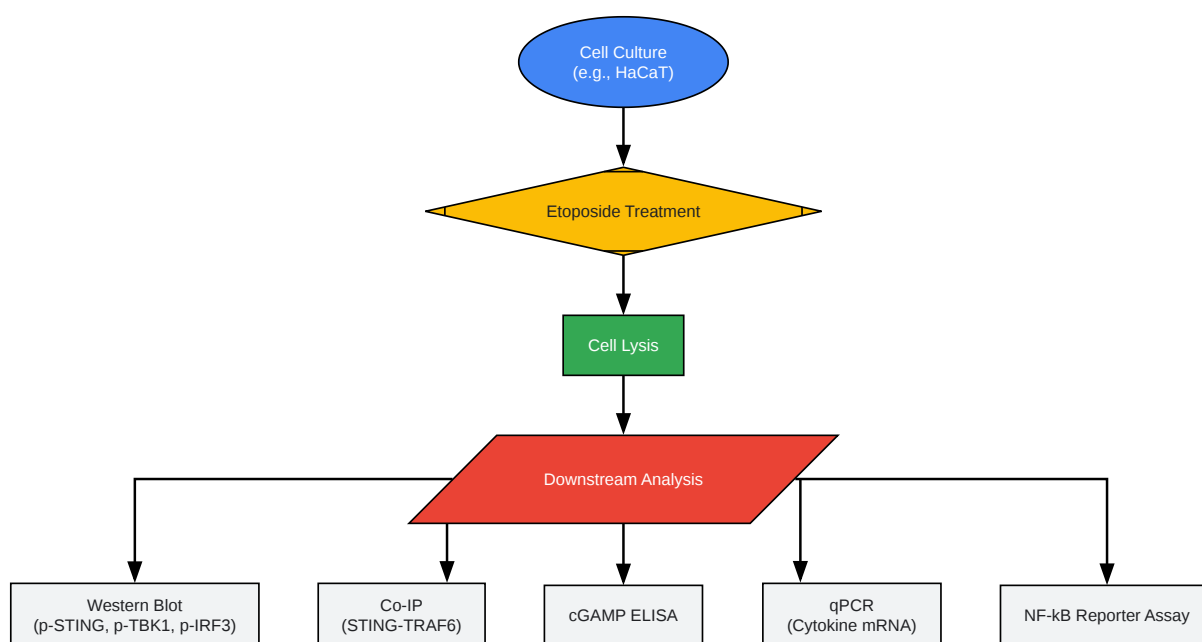 Cell Culture
(e.g., HaCaT)
Etoposide Treatment
Cell Lysis
Downstream Analysis
Western Blot
(p-STING, p-TBK1, p-IRF3)
Co-IP
(STING-TRAF6)
cGAMP ELISA
qPCR
(Cytokine mRNA)
NF-kB Reporter Assay